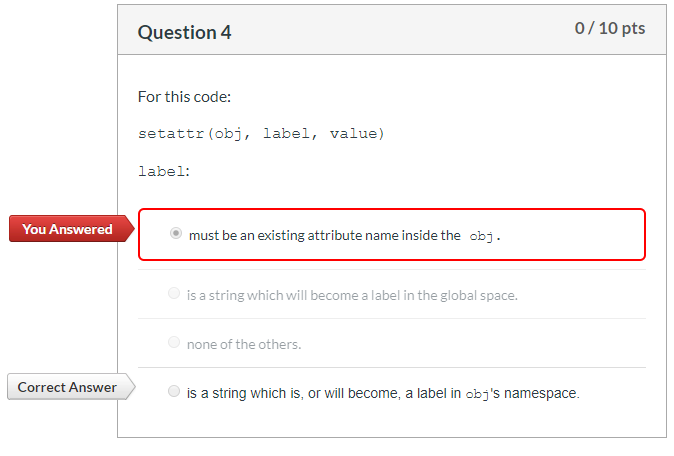 Question 4
0 / 10 pts
For this code:
setattr(obj, label, value)
label:
You Answered
must be an existing attribute name inside the obj.
is a string which will become a label in the global space.
none of the others.
Correct Answer
is a string which is, or will become, a label in obj's namespace.